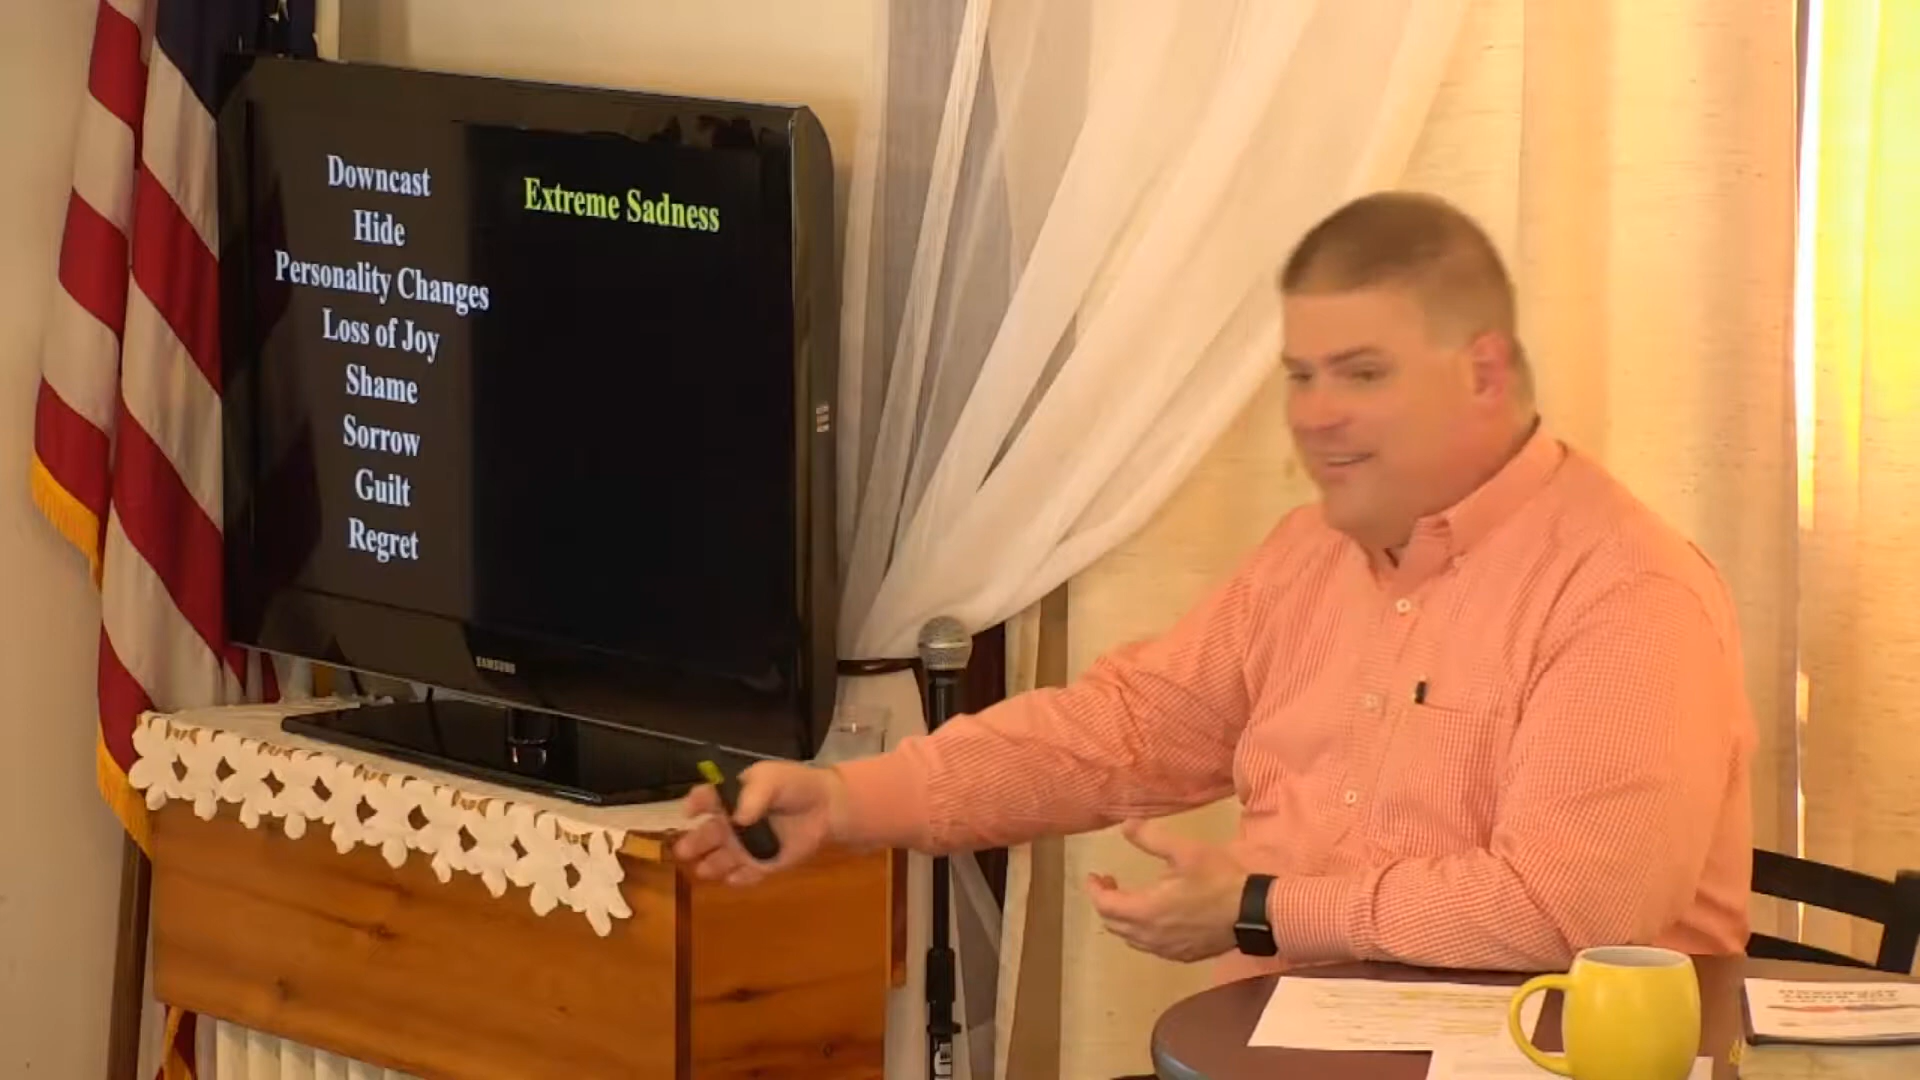 Downcast
Hide
Personality Changes
Loss of Joy
Shame
Sorrow
Guilt
Regret
Extreme Sadness
SAMSUNG